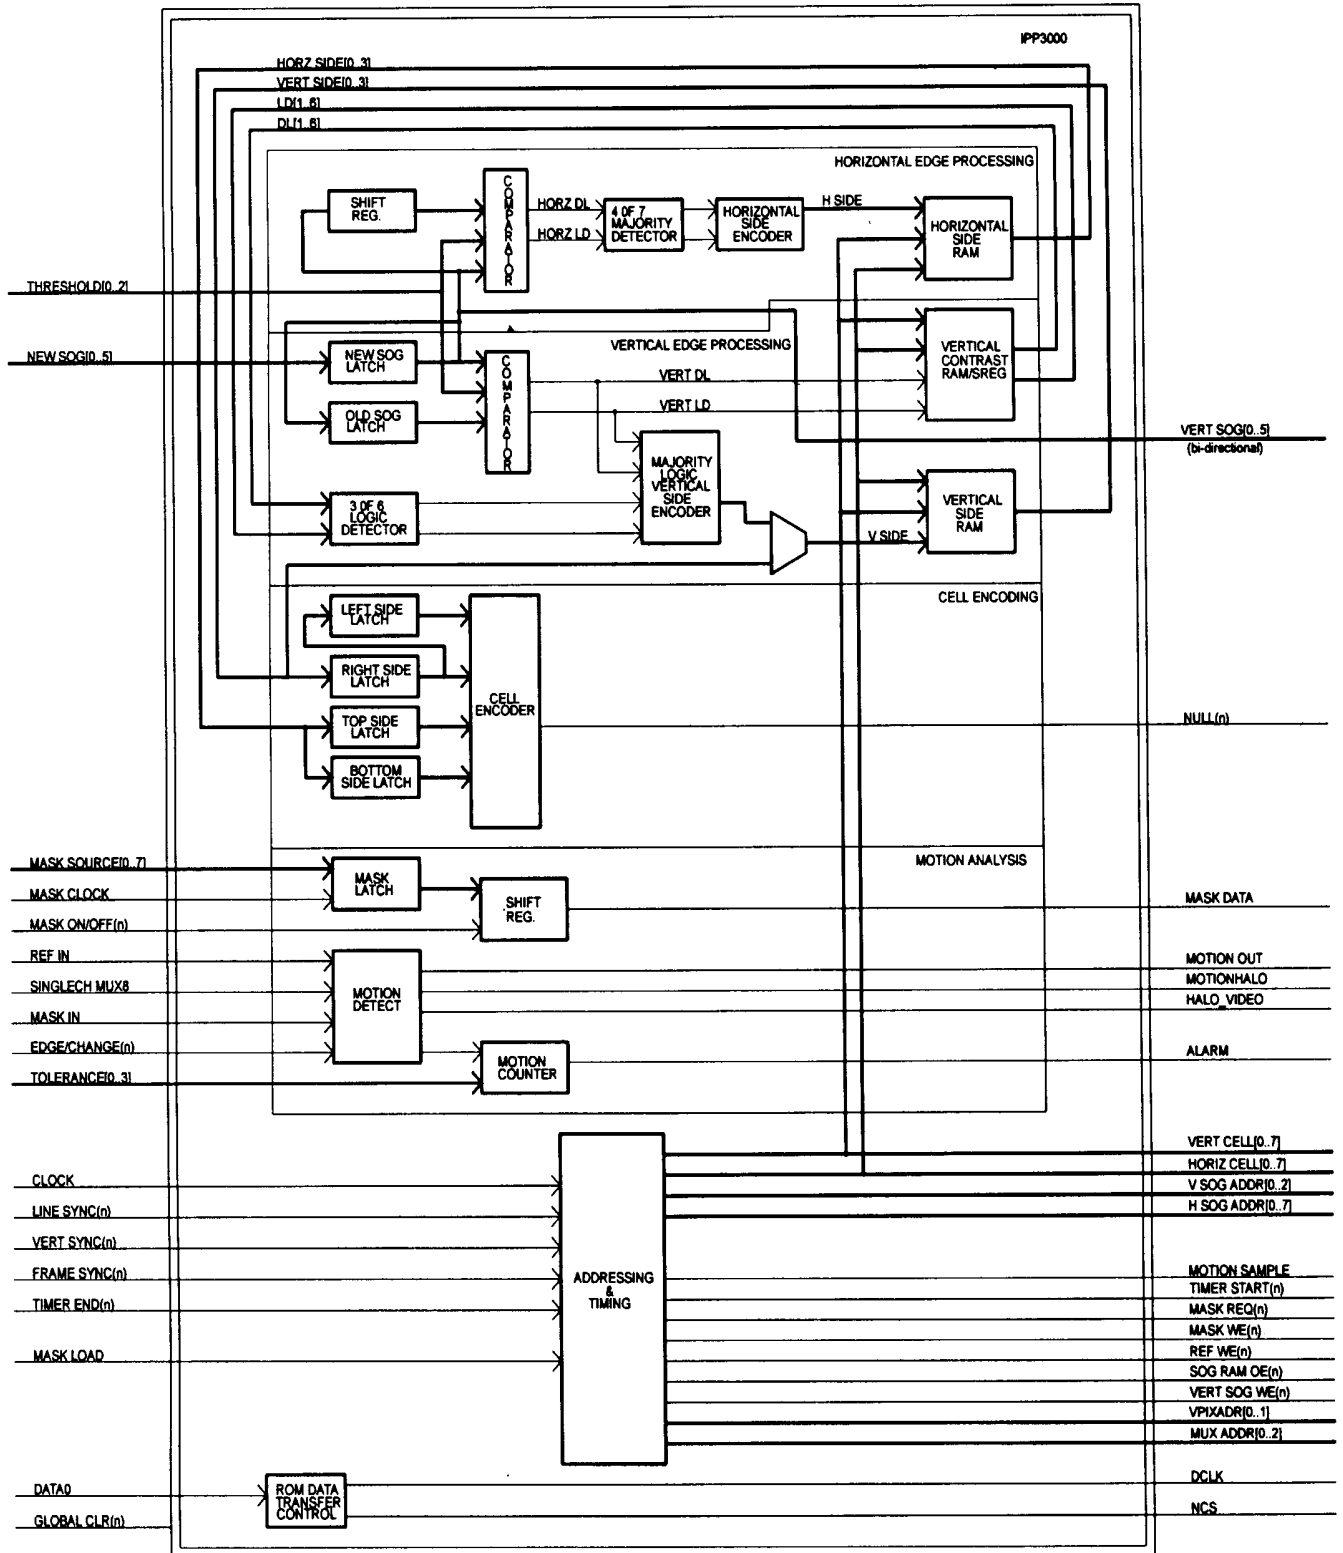 IPP3000
HORZ SIDE[0..3]
VERT SIDE[0..3]
LD[1..6]
DL[1..6]
HORIZONTAL EDGE PROCESSING
SHIFT
REG.
COMPARATOR
HORZ DL
HORZ LD
4 OF 7
MAJORITY
DETECTOR
HORIZONTAL
SIDE
ENCODER
H SIDE
HORIZONTAL
SIDE
RAM
THRESHOLD[0..2]
NEW SOG[0..5]
VERTICAL EDGE PROCESSING
NEW SOG
LATCH
OLD SOG
LATCH
COMPARATOR
VERT DL
VERT LD
VERTICAL
CONTRAST
RAM/SREG
VERT SOG[0..5]
(bi-directional)
3 OF 6
LOGIC
DETECTOR
MAJORITY
LOGIC
VERTICAL
SIDE
ENCODER
V SIDE
VERTICAL
SIDE
RAM
CELL ENCODING
LEFT SIDE
LATCH
RIGHT SIDE
LATCH
TOP SIDE
LATCH
BOTTOM
SIDE LATCH
CELL
ENCODER
NULL(n)
MOTION ANALYSIS
MASK SOURCE[0..7]
MASK CLOCK
MASK ON/OFF(n)
MASK
LATCH
SHIFT
REG.
MASK DATA
REF IN
SINGLECH MUX8
MASK IN
EDGE/CHANGE(n)
TOLERANCE[0..3]
MOTION
DETECT
MOTION
COUNTER
MOTION OUT
MOTIONHALO
HALO_VIDEO
ALARM
CLOCK
LINE SYNC(n)
VERT SYNC(n)
FRAME SYNC(n)
TIMER END(n)
MASK LOAD
ADDRESSING
&
TIMING
VERT CELL[0..7]
HORIZ CELL[0..7]
V SOG ADDR[0..2]
H SOG ADDR[0..7]
MOTION SAMPLE
TIMER START(n)
MASK REQ(n)
MASK WE(n)
REF WE(n)
SOG RAM OE(n)
VERT SOG WE(n)
VPIXADR[0..1]
MUX ADDR[0..2]
DATA0
GLOBAL CLR(n)
ROM DATA
TRANSFER
CONTROL
DCLK
NCS